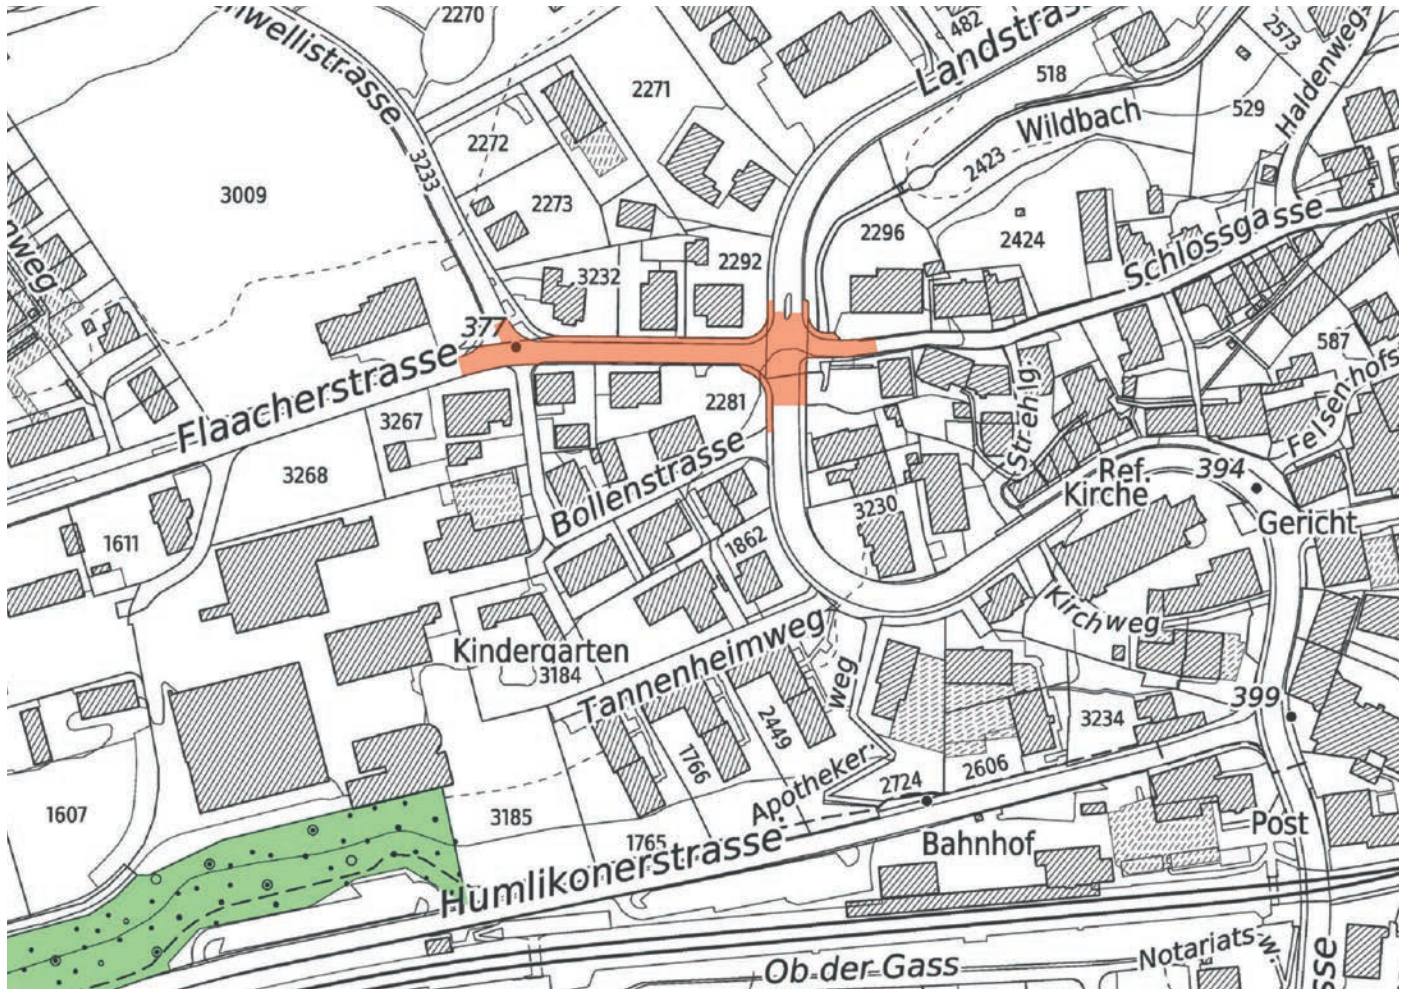 2270
482
Landstras
2573
Haldenweg
wellistrasse
2271
518
529
Wildbach
2272
3233
2423
3009
2273
2296
2424
Schlossgasse
nweg
3232
2292
377
Flaacherstrasse
587
Felsenhofs
2281
3267
Strehlg.
Bollenstrasse
3268
Ref.
Kirche
394
3230
Gericht
1611
1862
Kirchweg
Kindergarten
3184
Tannenheimweg
weg
399
2449
3234
1766
Apotheker-
2724
2606
1607
3185
1765
Humlikonerstrasse
Bahnhof
Post
Notariats-w.
Ob der Gass
sse